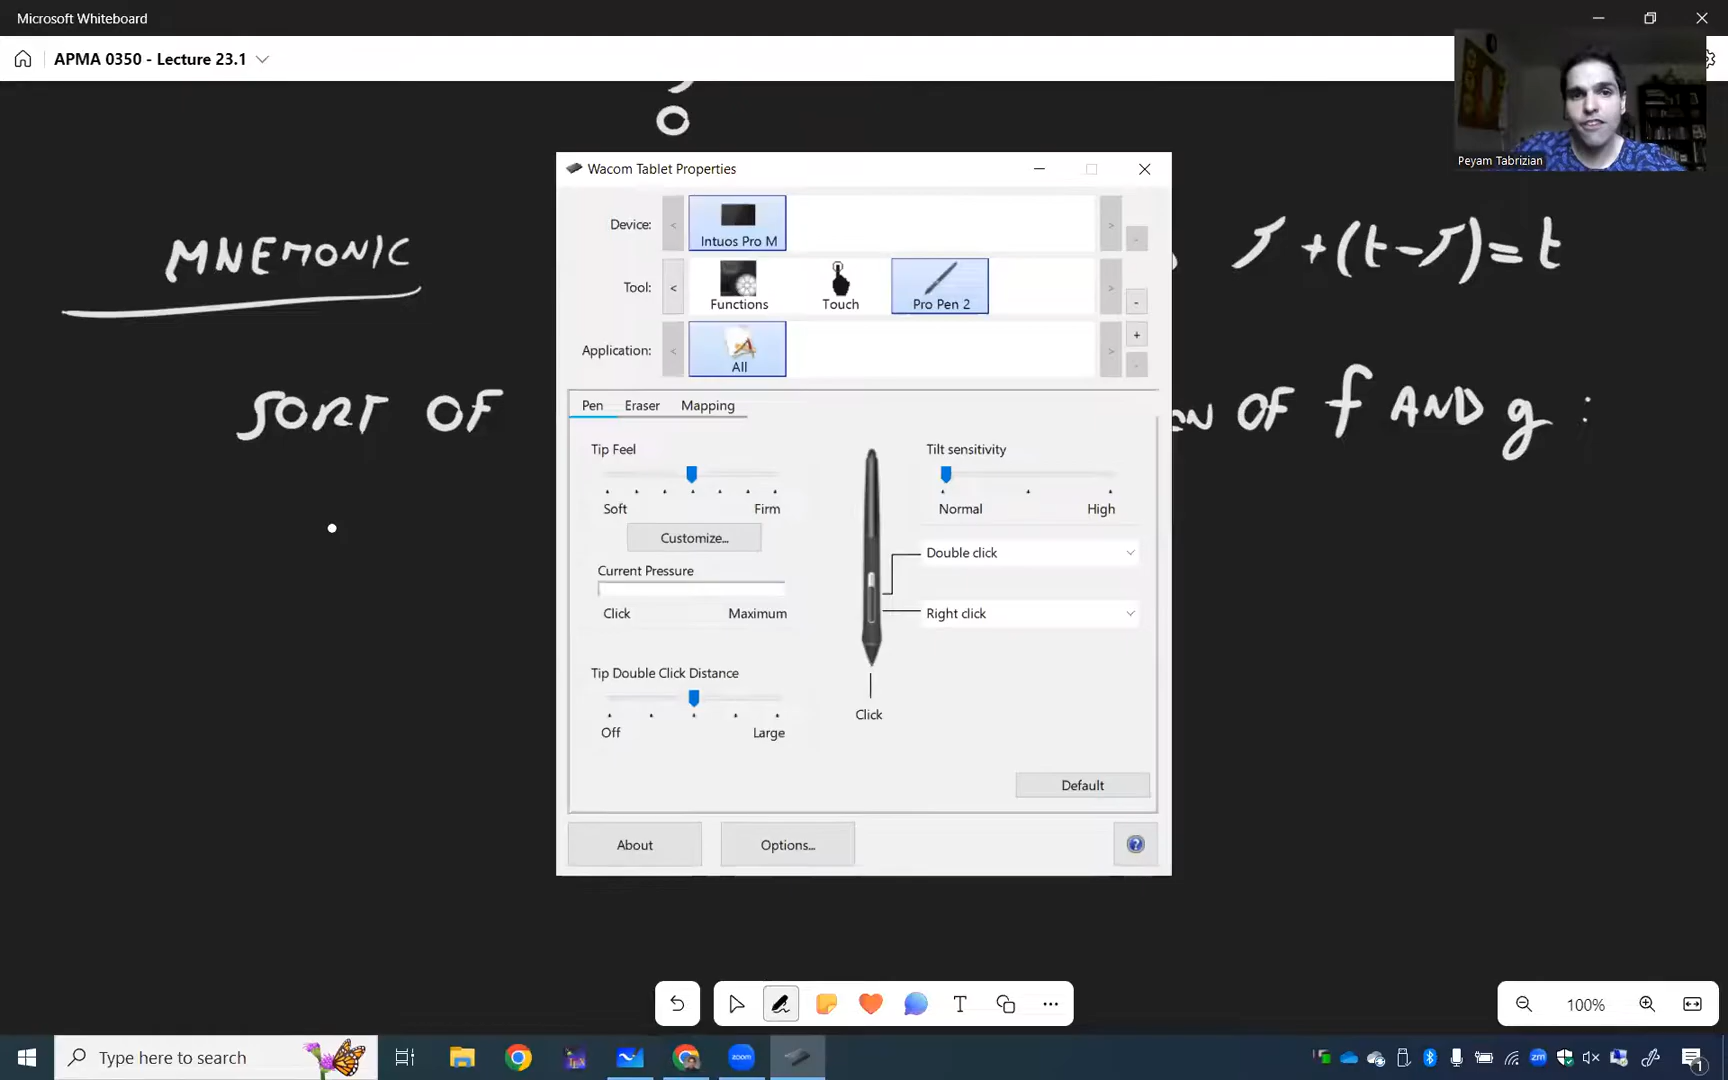 Microsoft Whiteboard
APMA 0350 - Lecture 23.1
Peyam Tabrizian
0
MNEMONIC
s + (t-s) = t
SORT OF
OF f AND g :
Wacom Tablet Properties
Device:
Intuos Pro M
Tool:
Functions
Touch
Pro Pen 2
Application:
All
Pen
Eraser
Mapping
Tip Feel
Soft
Firm
Customize...
Current Pressure
Click
Maximum
Tip Double Click Distance
Off
Large
Click
Tilt sensitivity
Normal
High
Double click
Right click
Default
About
Options...
100%
Type here to search